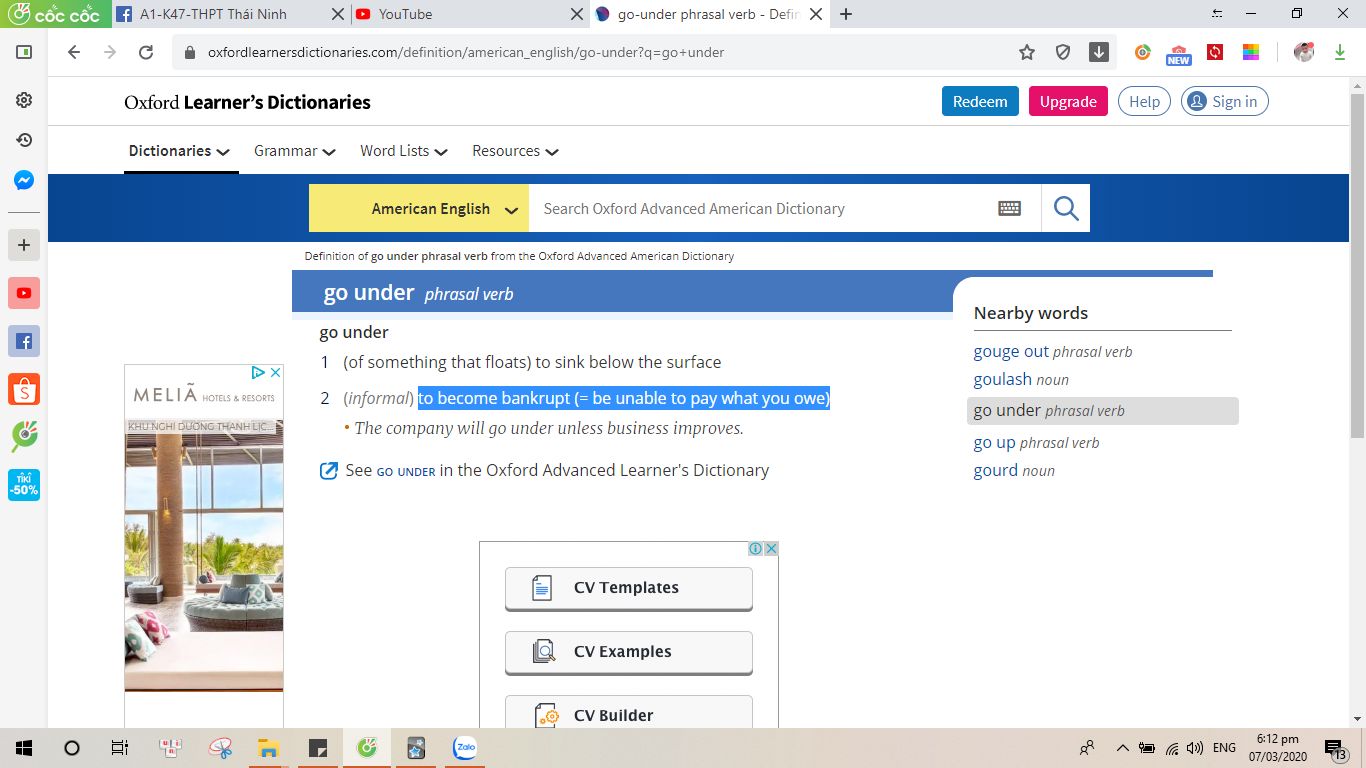 cốc cốc
A1-K47-THPT Thái Ninh
YouTube
go-under phrasal verb - Defin
oxfordlearnersdictionaries.com/definition/american_english/go-under?q=go+under
NEW
Oxford Learner's Dictionaries
Redeem
Upgrade
Help
Sign in
Dictionaries
Grammar
Word Lists
Resources
American English
Search Oxford Advanced American Dictionary
Definition of go under phrasal verb from the Oxford Advanced American Dictionary
go under phrasal verb
go under
1 (of something that floats) to sink below the surface
2 (informal) to become bankrupt (= be unable to pay what you owe)
• The company will go under unless business improves.
See GO UNDER in the Oxford Advanced Learner's Dictionary
Nearby words
gouge out phrasal verb
goulash noun
go under phrasal verb
go up phrasal verb
gourd noun
MELIÃ HOTELS & RESORTS
KHU NGHỈ DƯỠNG THANH LỊC...
TIKI
-50%
CV Templates
CV Examples
CV Builder
Zalo
ENG
6:12 pm
07/03/2020
13